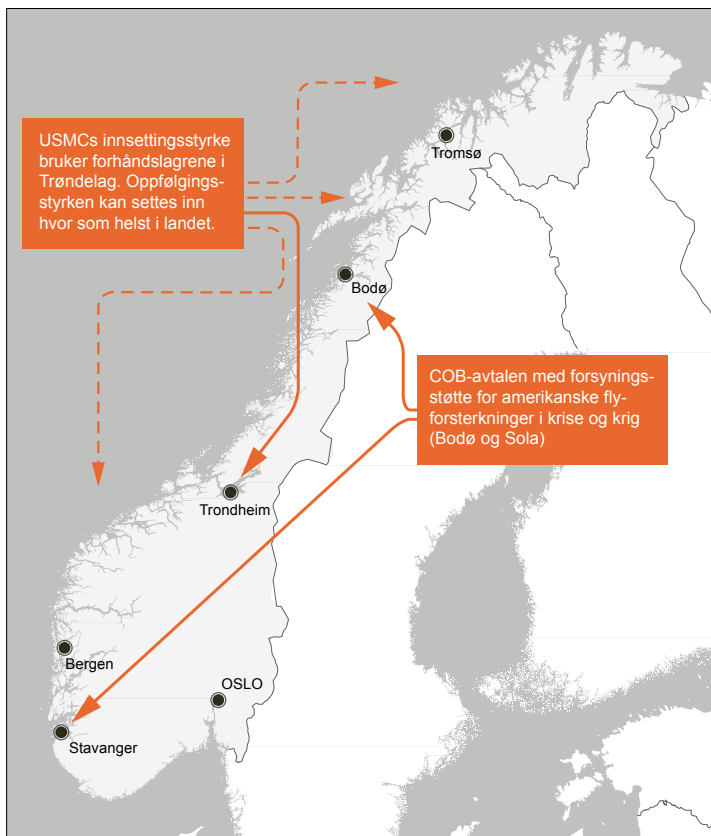 USMCs innsettingsstyrke
bruker forhåndslagrene i
Trøndelag. Oppfølgings-
styrken kan settes inn
hvor som helst i landet.
Tromsø
Bodø
COB-avtalen med forsynings-
støtte for amerikanske fly-
forsterkninger i krise og krig
(Bodø og Sola)
Trondheim
Bergen
OSLO
Stavanger